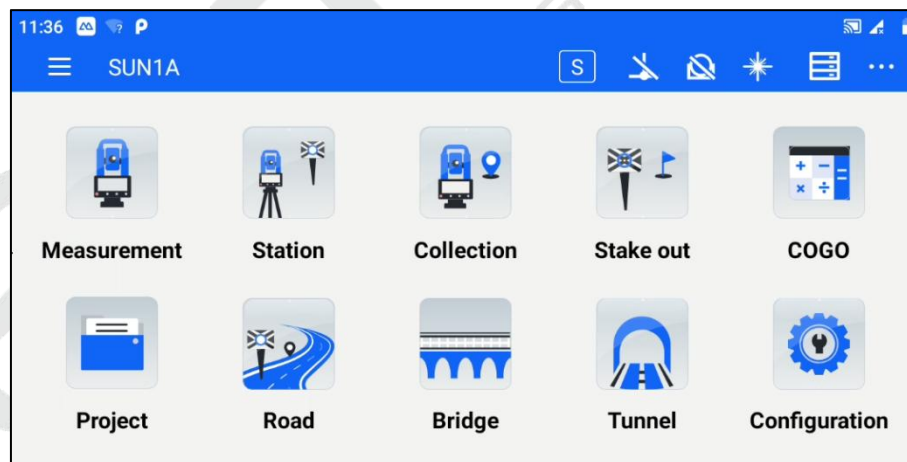 11:36
SUN1A
S
Measurement Station Collection Stake out COGO
Project Road Bridge Tunnel Configuration